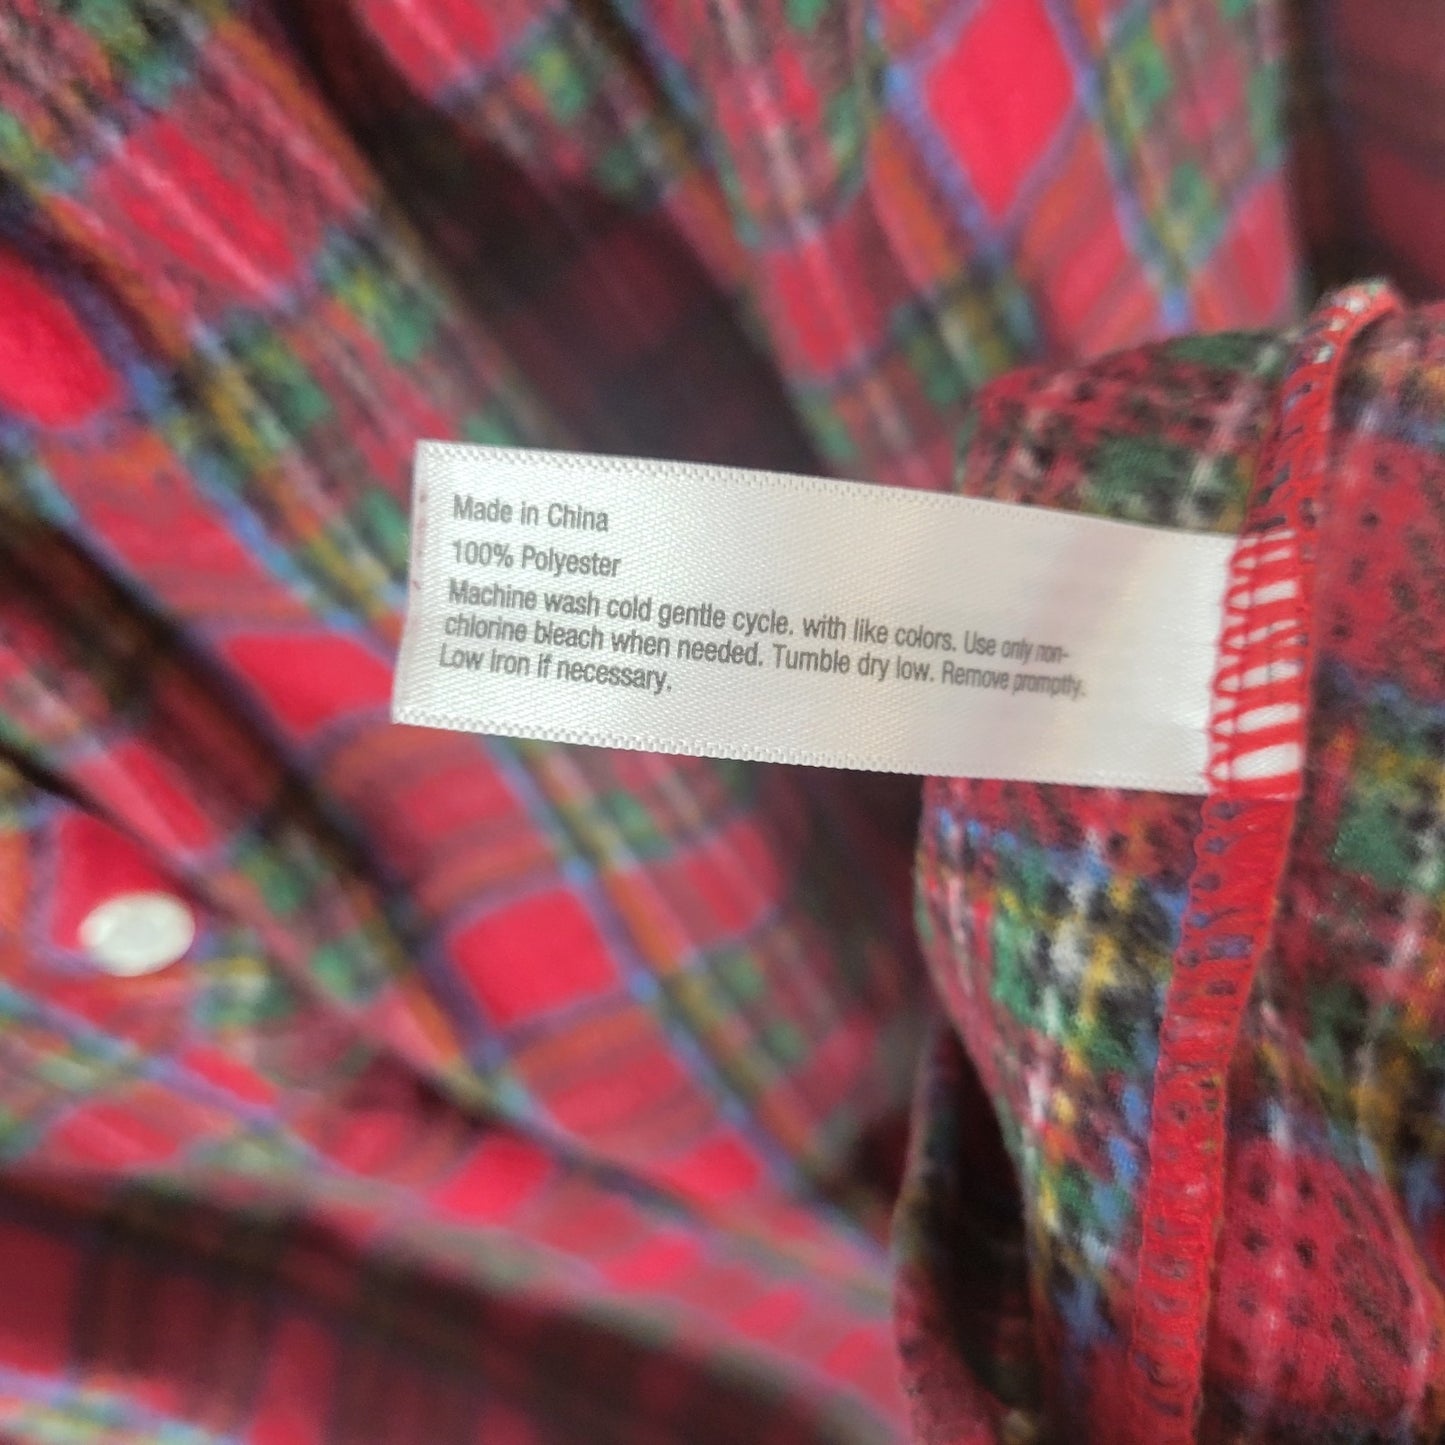 Made in China
100% Polyester
Machine wash cold gentle cycle. with like colors. Use only non-
chlorine bleach when needed. Tumble dry low. Remove promptly.
Low iron if necessary.